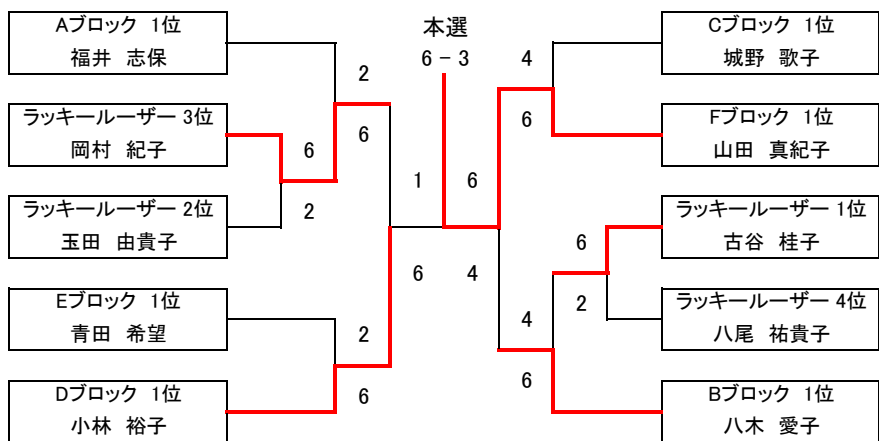 Aブロック 1位
福井 志保
ラッキールーザー 3位
岡村 紀子
ラッキールーザー 2位
玉田 由貴子
Eブロック 1位
青田 希望
Dブロック 1位
小林 裕子
2
6
6
2
2
6
1
6
本選
6 − 3
6
4
4
6
6
2
4
6
Cブロック 1位
城野 歌子
Fブロック 1位
山田 真紀子
ラッキールーザー 1位
古谷 桂子
ラッキールーザー 4位
八尾 祐貴子
Bブロック 1位
八木 愛子